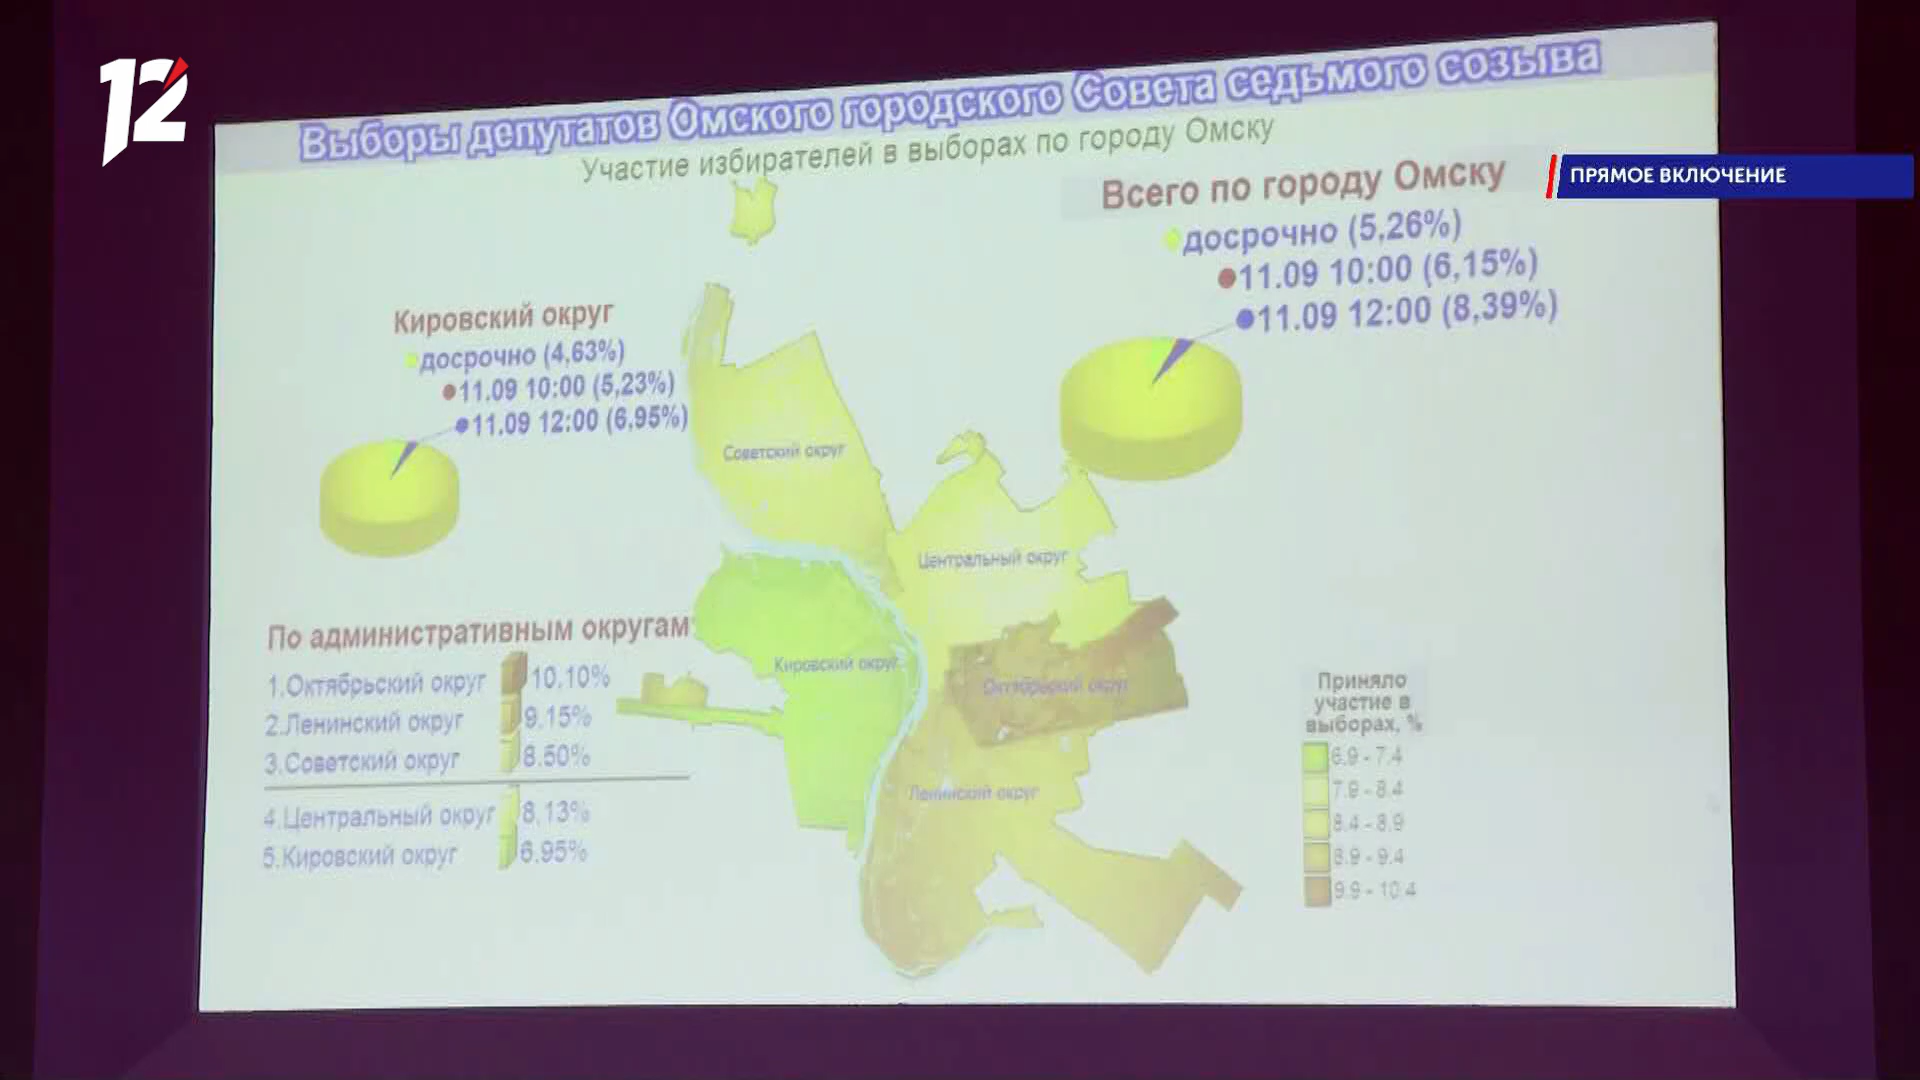 12
Выборы депутатов Омского городского Совета седьмого созыва
Участие избирателей в выборах по городу Омску
ПРЯМОЕ ВКЛЮЧЕНИЕ
Всего по городу Омску
досрочно (5,26%)
11.09 10:00 (6,15%)
11.09 12:00 (8,39%)
Кировский округ
досрочно (4,63%)
11.09 10:00 (5,23%)
11.09 12:00 (6,95%)
Советский округ
Центральный округ
Кировский округ
Октябрьский округ
Ленинский округ
По административным округам:
1.Октябрьский округ 10,10%
2.Ленинский округ 9.15%
3.Советский округ 8.50%
4.Центральный округ 8,13%
5.Кировский округ 6.95%
Приняло
участие в
выборах, %
6.9 - 7.4
7.9 - 8.4
8.4 - 8.9
8.9 - 9.4
9.9 - 10.4